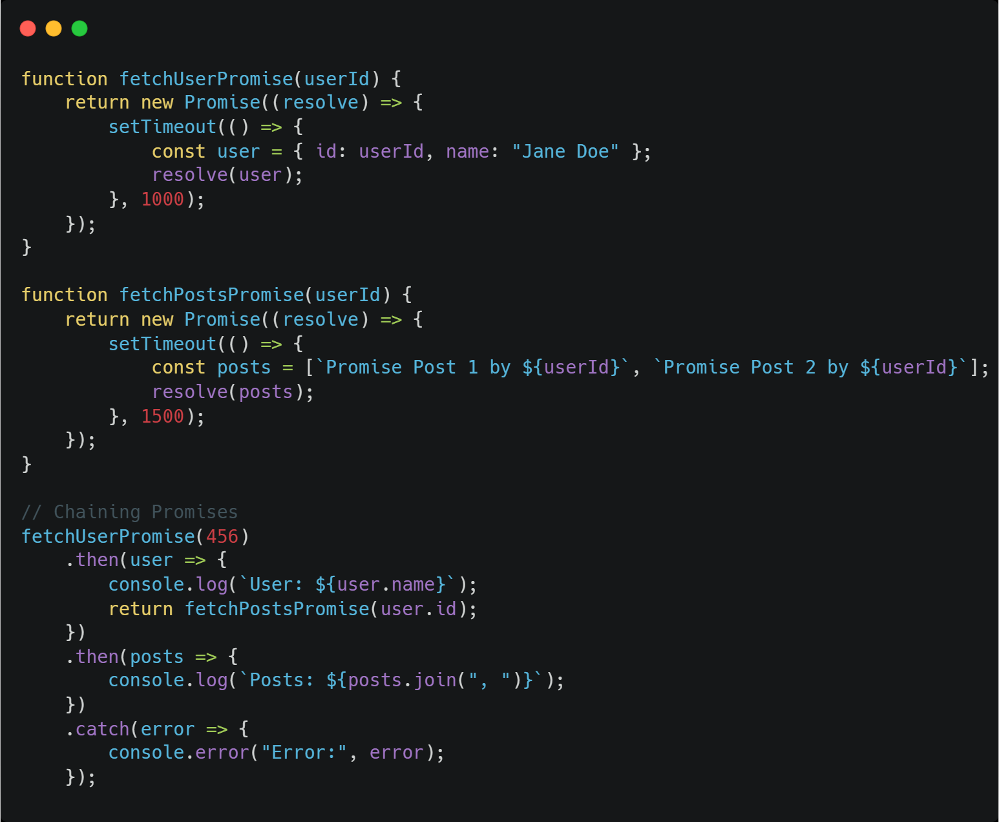 function fetchUserPromise(userId) {
    return new Promise((resolve) => {
        setTimeout(() => {
            const user = { id: userId, name: "Jane Doe" };
            resolve(user);
        }, 1000);
    });
}

function fetchPostsPromise(userId) {
    return new Promise((resolve) => {
        setTimeout(() => {
            const posts = [`Promise Post 1 by ${userId}`, `Promise Post 2 by ${userId}`];
            resolve(posts);
        }, 1500);
    });
}

// Chaining Promises
fetchUserPromise(456)
    .then(user => {
        console.log(`User: ${user.name}`);
        return fetchPostsPromise(user.id);
    })
    .then(posts => {
        console.log(`Posts: ${posts.join(", ")}`);
    })
    .catch(error => {
        console.error("Error:", error);
    });